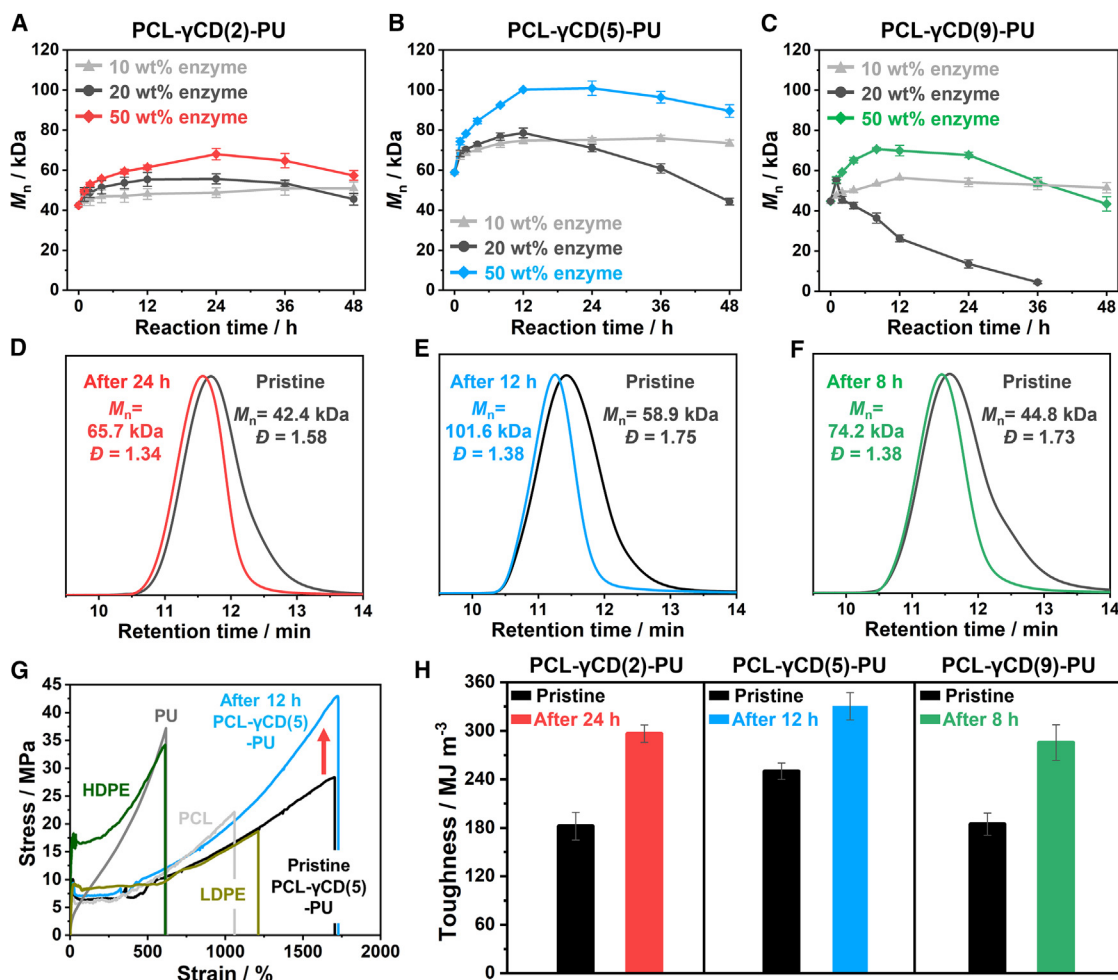 A
PCL-γCD(2)-PU
120
100
80
60
40
20
0
Mn / kDa
10 wt% enzyme
20 wt% enzyme
50 wt% enzyme
0 12 24 36 48
Reaction time / h
B
PCL-γCD(5)-PU
120
100
80
60
40
20
0
Mn / kDa
10 wt% enzyme
20 wt% enzyme
50 wt% enzyme
0 12 24 36 48
Reaction time / h
C
PCL-γCD(9)-PU
120
100
80
60
40
20
0
Mn / kDa
10 wt% enzyme
20 wt% enzyme
50 wt% enzyme
0 12 24 36 48
Reaction time / h
D
After 24 h
Mn=
65.7 kDa
Đ = 1.34
Pristine
Mn= 42.4 kDa
Đ = 1.58
10 11 12 13 14
Retention time / min
E
After 12 h
Mn=
101.6 kDa
Đ = 1.38
Pristine
Mn= 58.9 kDa
Đ = 1.75
10 11 12 13 14
Retention time / min
F
After 8 h
Mn=
74.2 kDa
Đ = 1.38
Pristine
Mn= 44.8 kDa
Đ = 1.73
10 11 12 13 14
Retention time / min
G
45
40
35
30
25
20
15
10
5
0
Stress / MPa
PU
HDPE
PCL
LDPE
After 12 h
PCL-γCD(5)
-PU
Pristine
PCL-γCD(5)
-PU
0 500 1000 1500 2000
Strain / %
H
PCL-γCD(2)-PU
PCL-γCD(5)-PU
PCL-γCD(9)-PU
360
300
240
180
120
60
0
Toughness / MJ m-3
Pristine
After 24 h
Pristine
After 12 h
Pristine
After 8 h